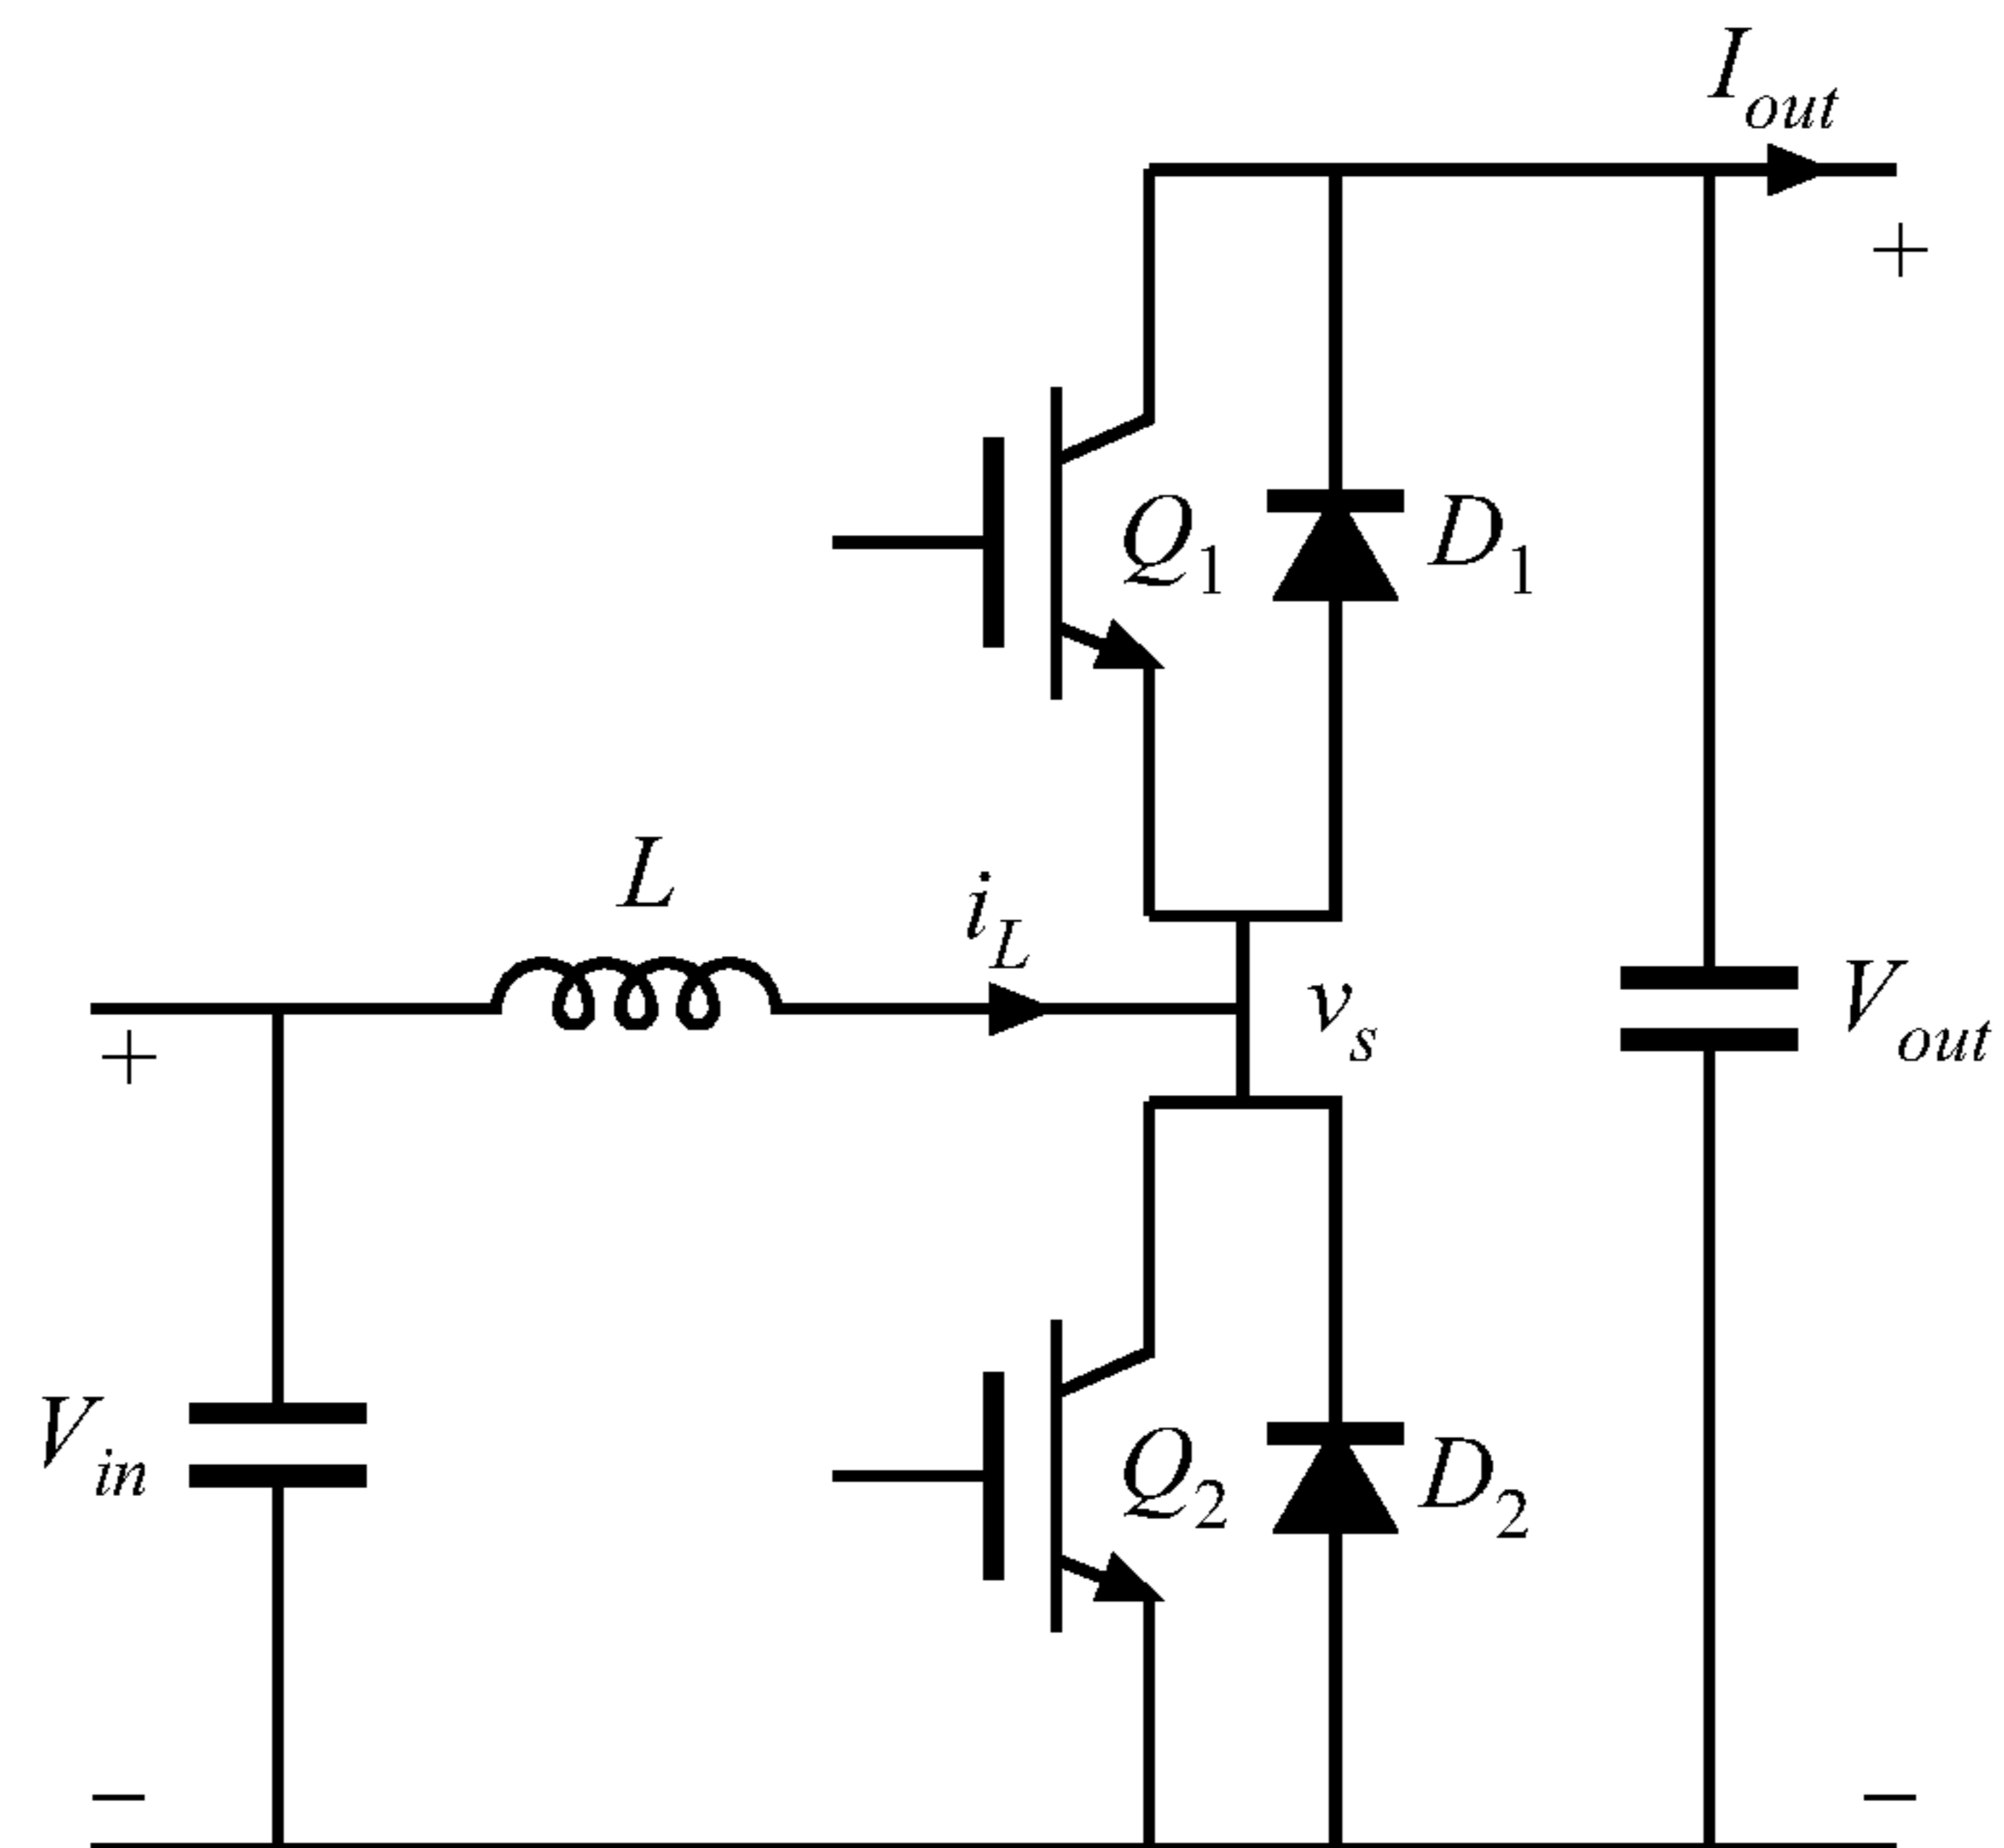 I_out
+
Q_1
D_1
L
i_L
v_s
V_out
+
V_in
Q_2
D_2
−
−